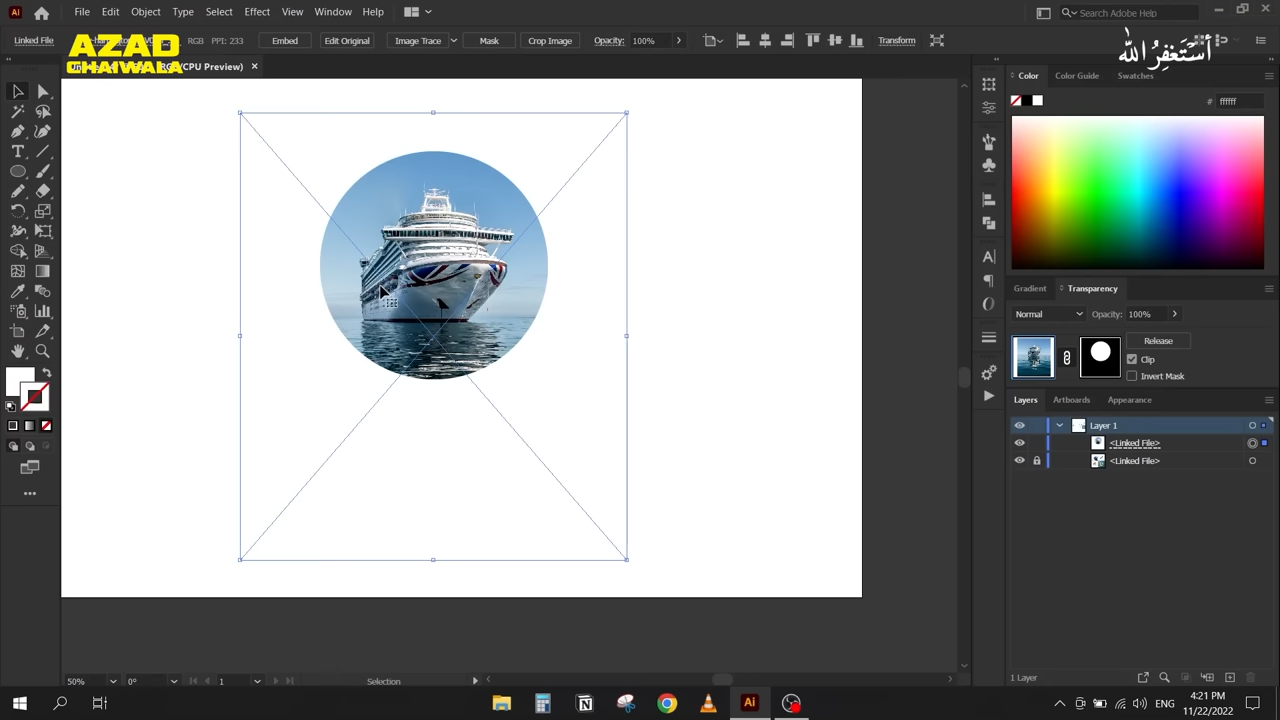 File Edit Object Type Select Effect View Window Help
Search Adobe Help
Linked File
RGB PPI: 233
Embed
Edit Original
Image Trace
Mask
Crop Image
Opacity: 100%
Transform
AZAD
CHAIWALA
أستغفر الله
/CPU Preview)
Color
Color Guide
Swatches
# ffffff
Gradient
Transparency
Normal
Opacity: 100%
Release
Clip
Invert Mask
Layers
Artboards
Appearance
Layer 1
<Linked File>
<Linked File>
1 Layer
50%
0°
1
Selection
Ai
4:21 PM
ENG
11/22/2022